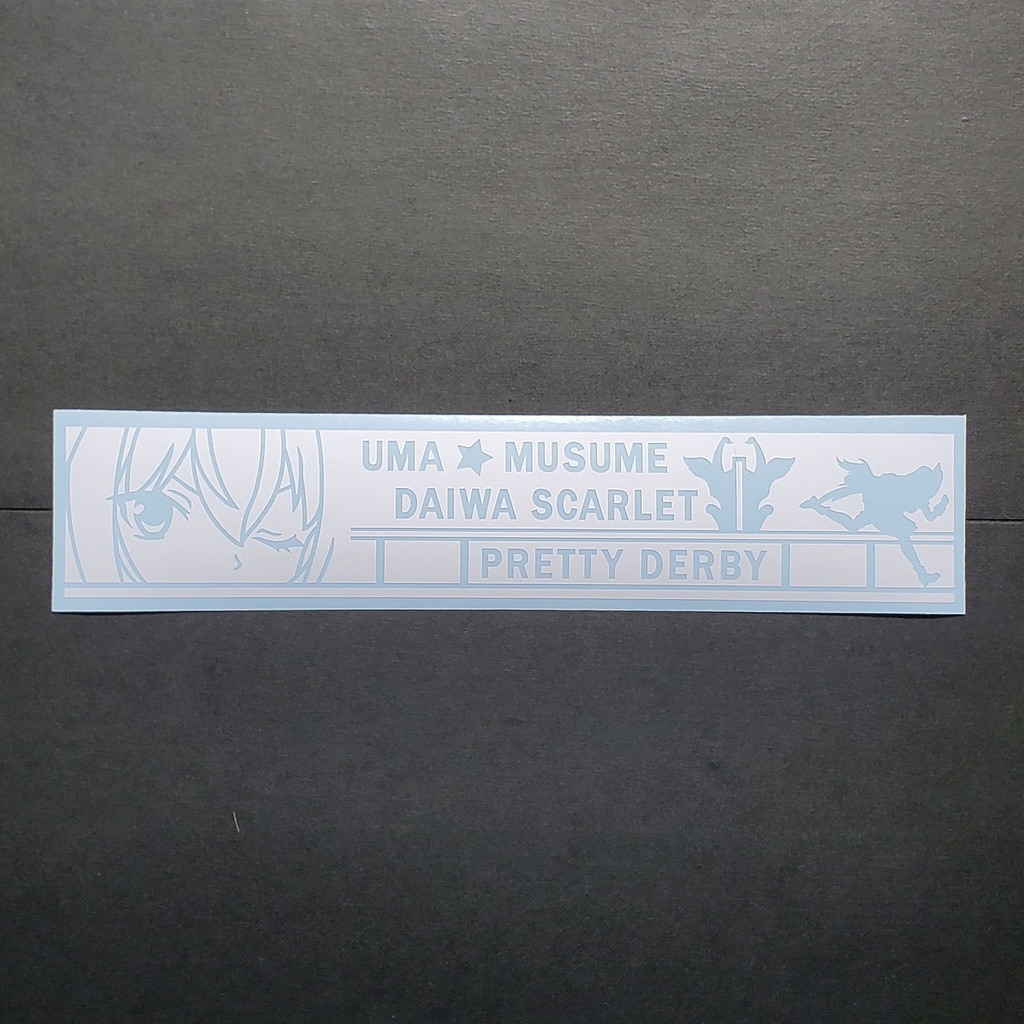 UMA ★ MUSUME
DAIWA SCARLET
PRETTY DERBY